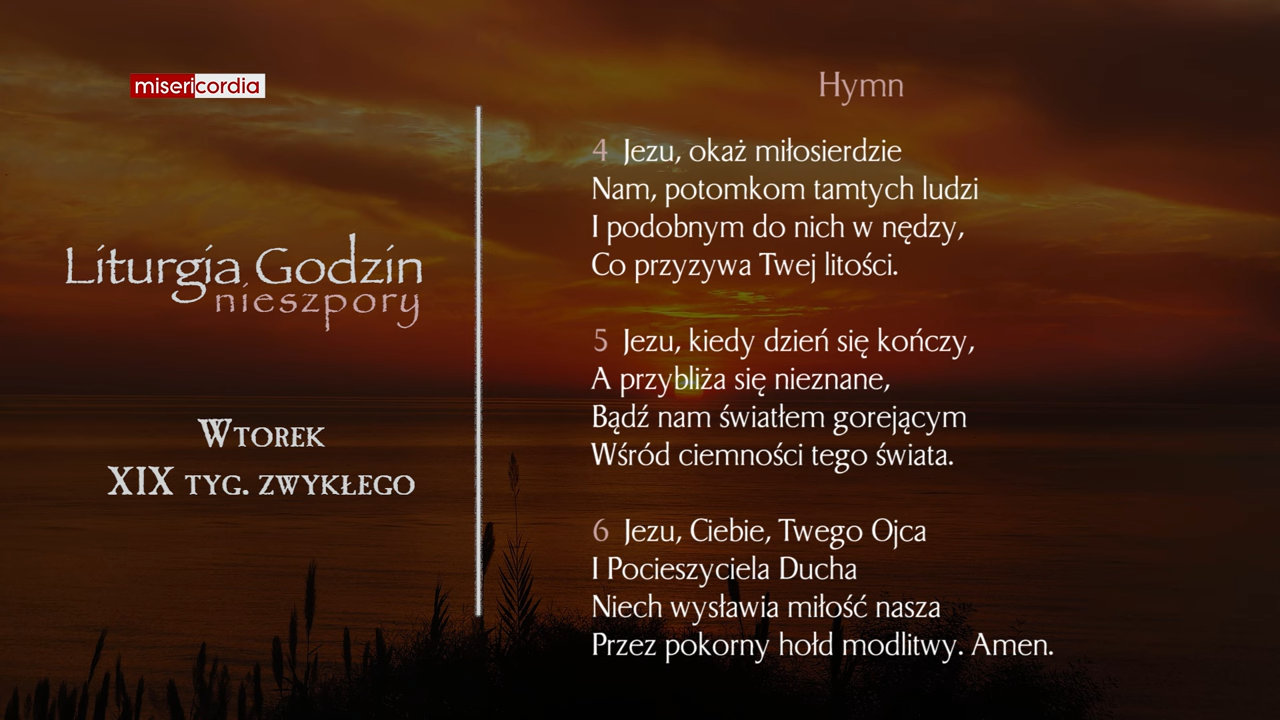 misericordia
Liturgia Godzin
nieszpory
Wtorek
XIX tyg. zwykłego
Hymn
4 Jezu, okaż miłosierdzie
Nam, potomkom tamtych ludzi
I podobnym do nich w nędzy,
Co przyzywa Twej litości.
5 Jezu, kiedy dzień się kończy,
A przybliża się nieznane,
Bądź nam światłem gorejącym
Wśród ciemności tego świata.
6 Jezu, Ciebie, Twego Ojca
I Pocieszyciela Ducha
Niech wysławia miłość nasza
Przez pokorny hołd modlitwy. Amen.